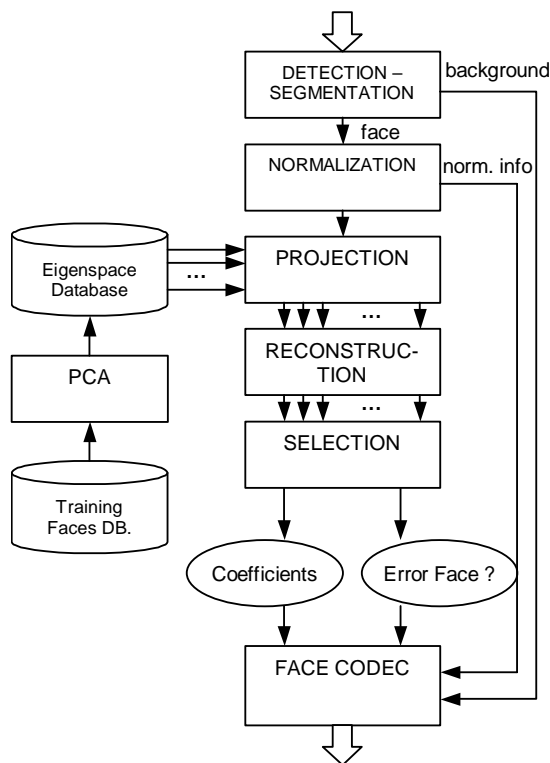 DETECTION –
SEGMENTATION
background
face
NORMALIZATION
norm. info
Eigenspace
Database
...
PROJECTION
...
RECONSTRUC-
TION
PCA
...
SELECTION
Training
Faces DB.
Coefficients
Error Face ?
FACE CODEC